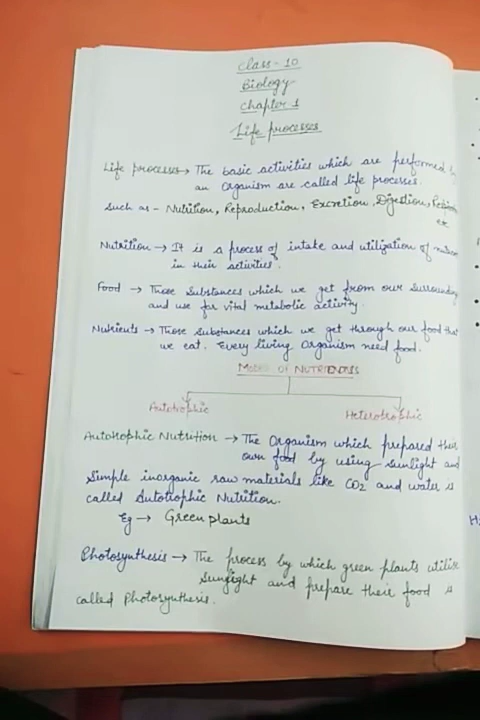 Class - 10
Biology
Chapter 1
Life processes
Life processes → The basic activities which are performed by
an Organism are called life processes.
such as - Nutrition, Reproduction, Excretion, Digestion,
etc
Nutrition → It is a process of intake and utilization of
in their activities.
Food → Those Substances which we get from our surrounding
and use for vital metabolic activity.
Nutrients → Those substances which we get through our food that
we eat. Every living Organism need food.
MODES OF
Autotrophic Heterotrophic
Autotrophic Nutrition → The Organism which prepared their
own food by using sunlight and
Simple inorganic raw materials like CO2 and water is
called Autotrophic Nutrition.
Eg → Green plants
Photosynthesis → The process by which green plants utilise
Sunlight and prepare their food is
called Photosynthesis.